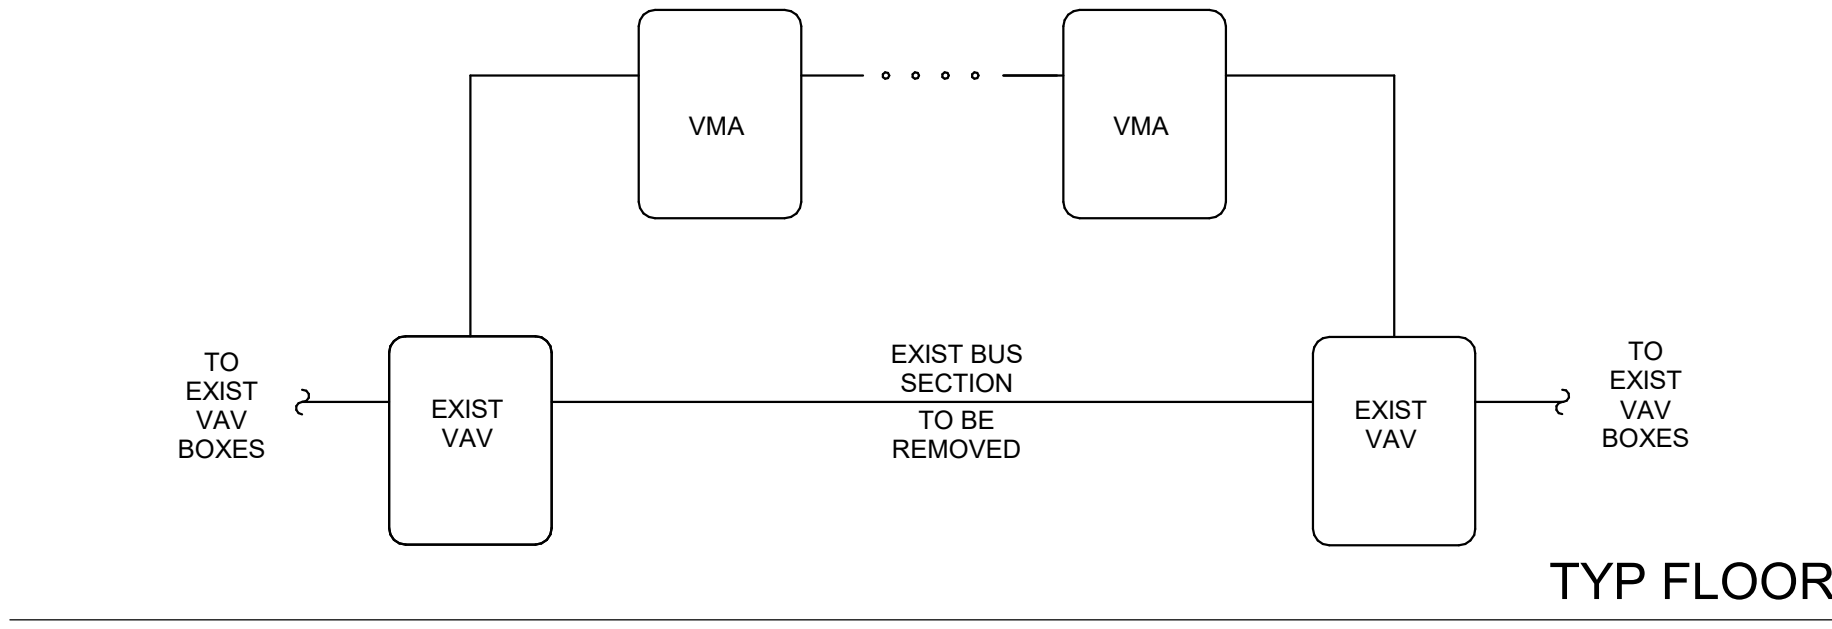 VMA
VMA
TO
EXIST
VAV
BOXES
EXIST
VAV
EXIST BUS
SECTION
TO BE
REMOVED
EXIST
VAV
TO
EXIST
VAV
BOXES
TYP FLOOR